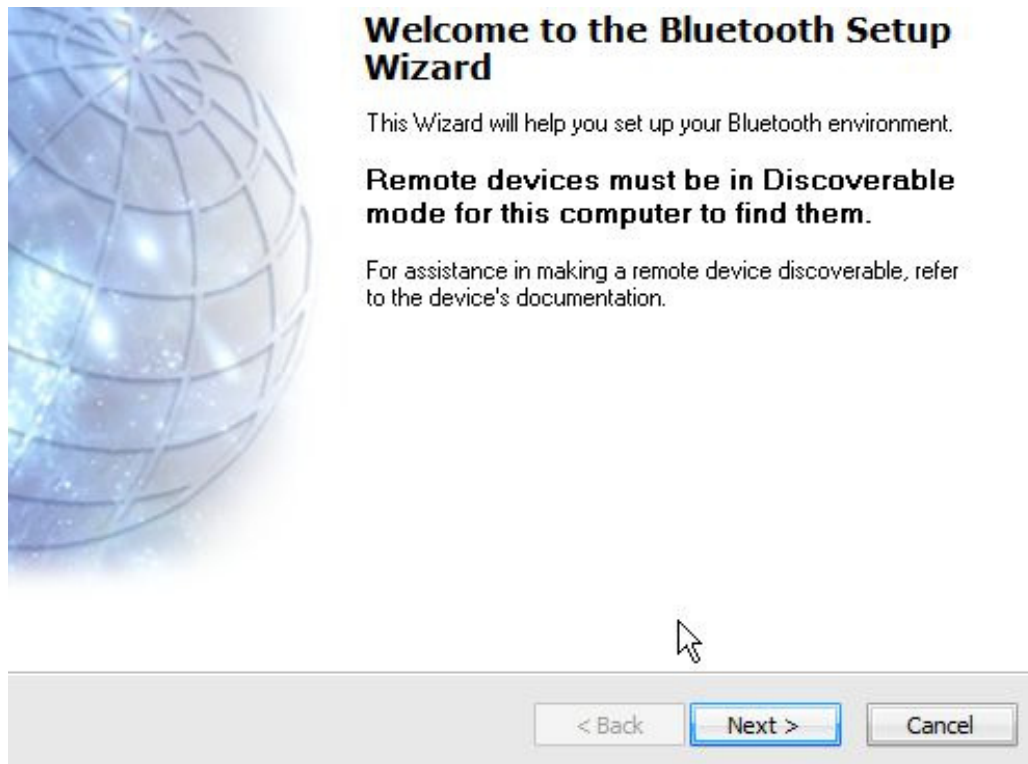 Welcome to the Bluetooth Setup
Wizard
This Wizard will help you set up your Bluetooth environment.
Remote devices must be in Discoverable
mode for this computer to find them.
For assistance in making a remote device discoverable, refer
to the device's documentation.
< Back Next > Cancel